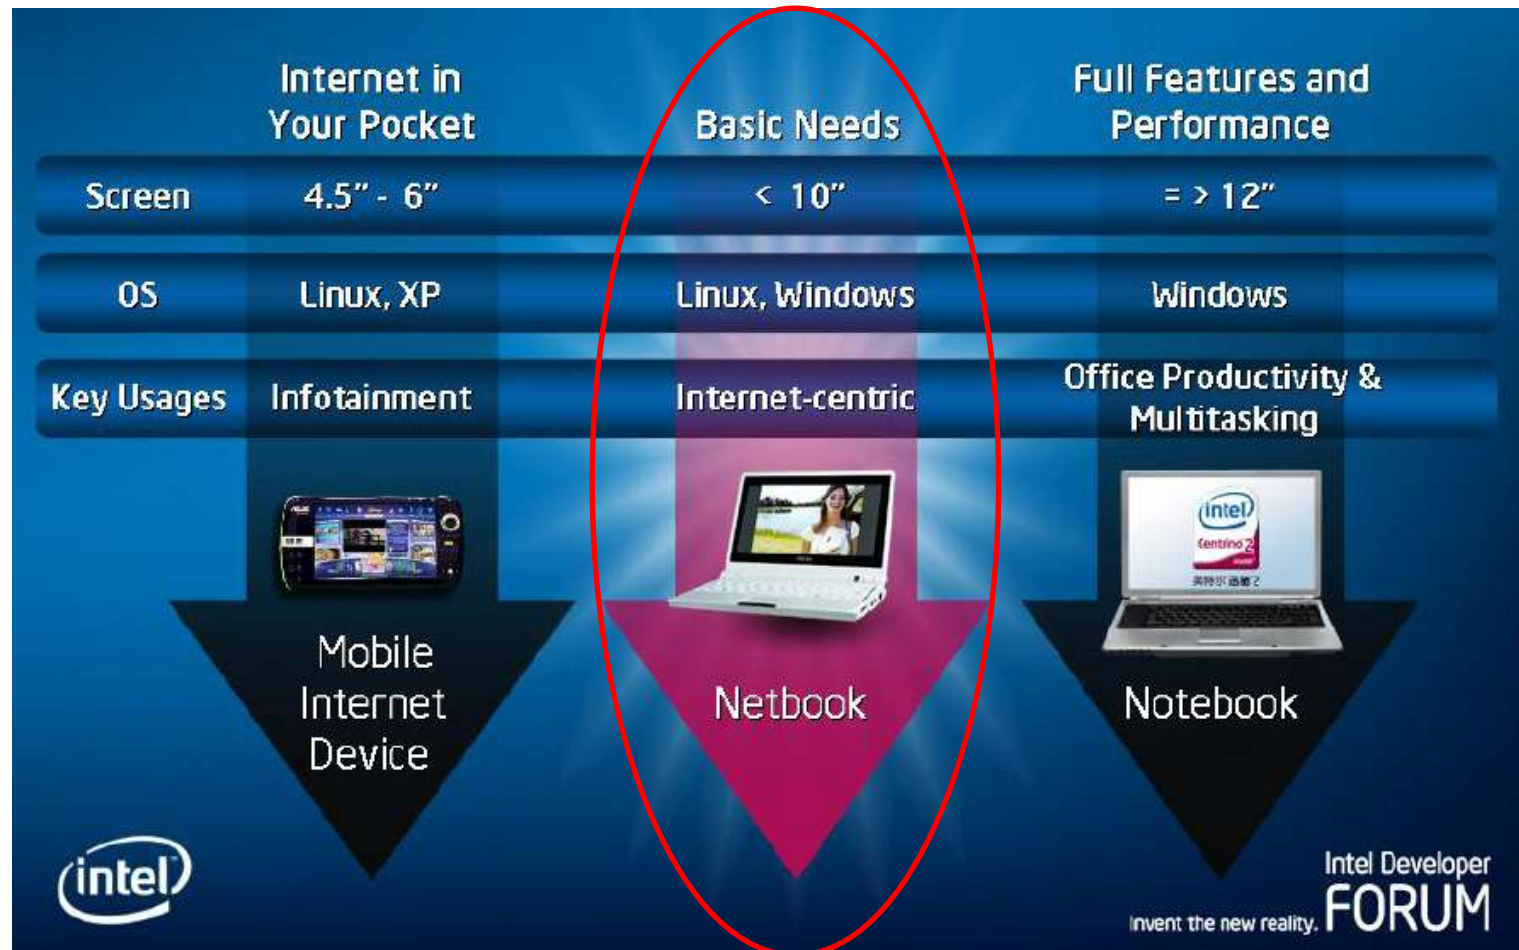 Internet in
Your Pocket
Basic Needs
Full Features and
Performance
Screen 4.5” - 6” < 10” = > 12”
OS Linux, XP Linux, Windows Windows
Key Usages Infotainment Internet-centric Office Productivity &
Multitasking
intel
Centrino 2
Mobile
Internet
Device
Netbook
Notebook
intel
Intel Developer
Invent the new reality. FORUM